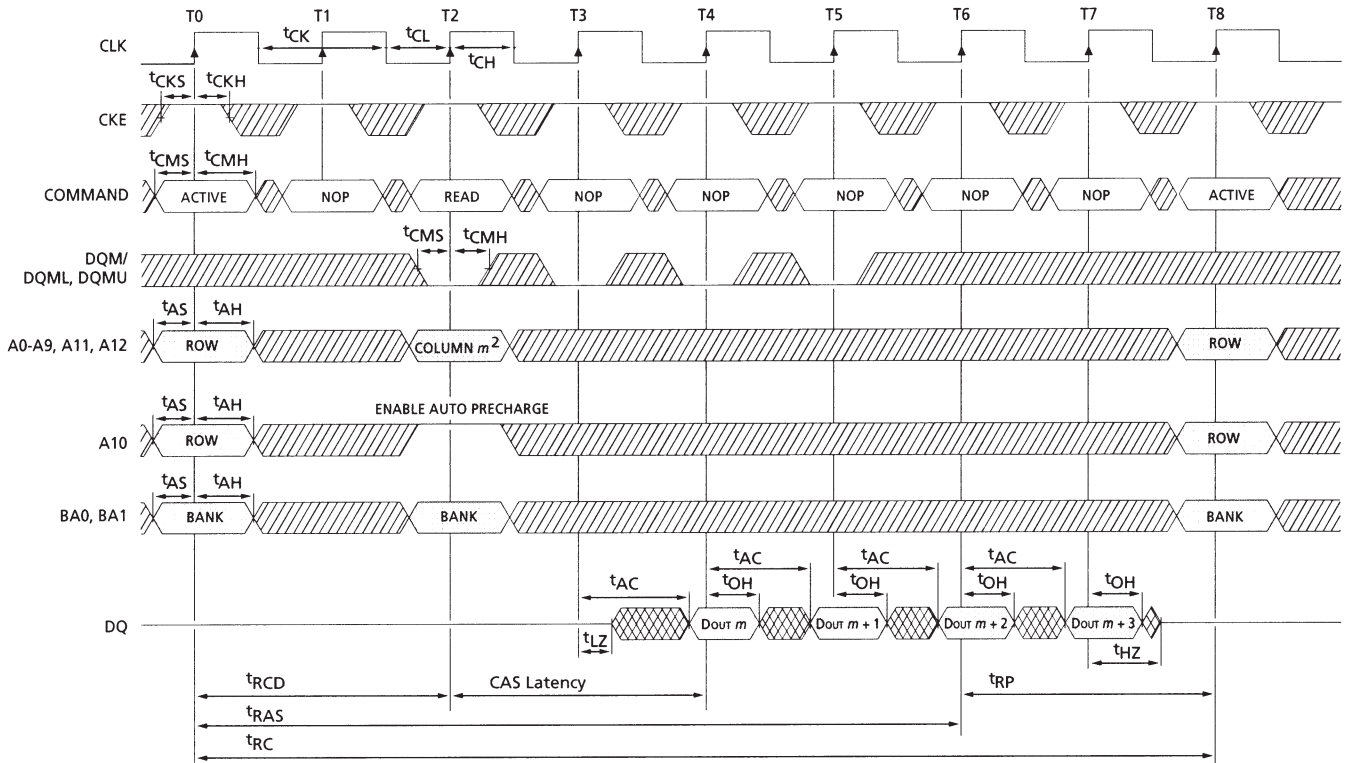 T0 T1 T2 T3 T4 T5 T6 T7 T8
CLK tCK tCL tCH
tCKS tCKH
CKE
tCMS tCMH
COMMAND ACTIVE NOP READ NOP NOP NOP NOP NOP ACTIVE
tCMS tCMH
DQM/
DQML, DQMU
tAS tAH
A0-A9, A11, A12 ROW COLUMN m2 ROW
ENABLE AUTO PRECHARGE
tAS tAH
A10 ROW ROW
tAS tAH
BA0, BA1 BANK BANK BANK
tAC tAC tAC tAC
tOH tOH tOH tOH
DQ DOUT m DOUT m + 1 DOUT m + 2 DOUT m + 3
tLZ tHZ
tRCD CAS Latency tRP
tRAS
tRC